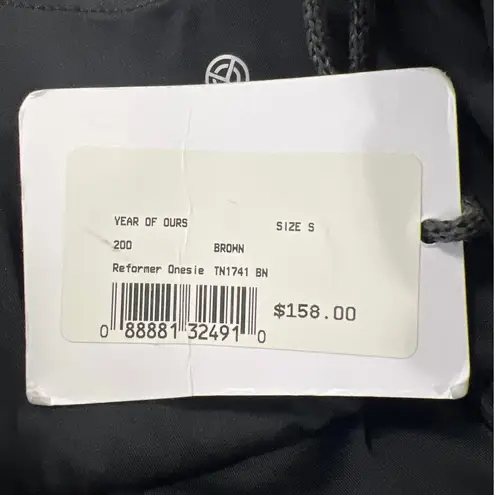 YEAR OF OURS SIZE S
200 BROWN
Reformer Onesie TN1741 BN
$158.00
0 88881 32491 0